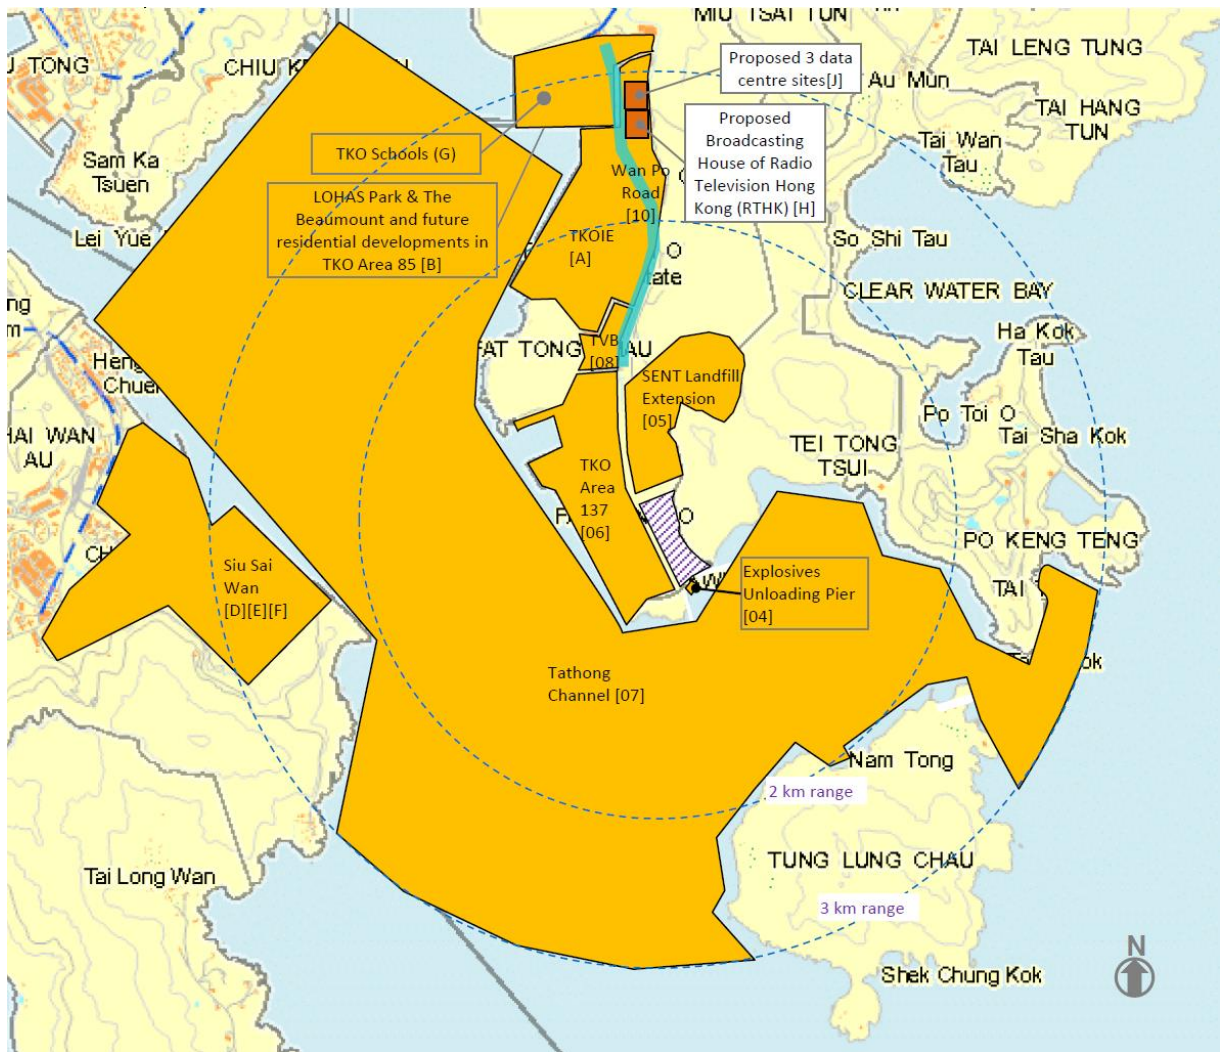 MIU TSAI TUN
TAI LENG TUNG
TONG
Au Mun
TAI HANG
TUN
Proposed 3 data
centre sites[J]
Proposed
Broadcasting
House of Radio
Television Hong
Kong (RTHK) [H]
Tai Wan
Tau
Sam Ka
Tsuen
TKO Schools (G)
LOHAS Park & The
Beaumount and future
residential developments in
TKO Area 85 [B]
Wan Po
Road
[10]
Lei Yue
TKOIE
[A]
So Shi Tau
CLEAR WATER BAY
Ha Kok
Tau
Heng
Chuen
TVB
[08]
SENT Landfill
Extension
[05]
Po Toi O
Tai Sha Kok
HAI WAN
AU
TEI TONG
TSUI
TKO
Area
137
[06]
PO KENG TENG
Siu Sai
Wan
[D][E][F]
Explosives
Unloading Pier
[04]
TAI
Tathong
Channel [07]
Nam Tong
2 km range
TUNG LUNG CHAU
Tai Long Wan
3 km range
N
Shek Chung Kok